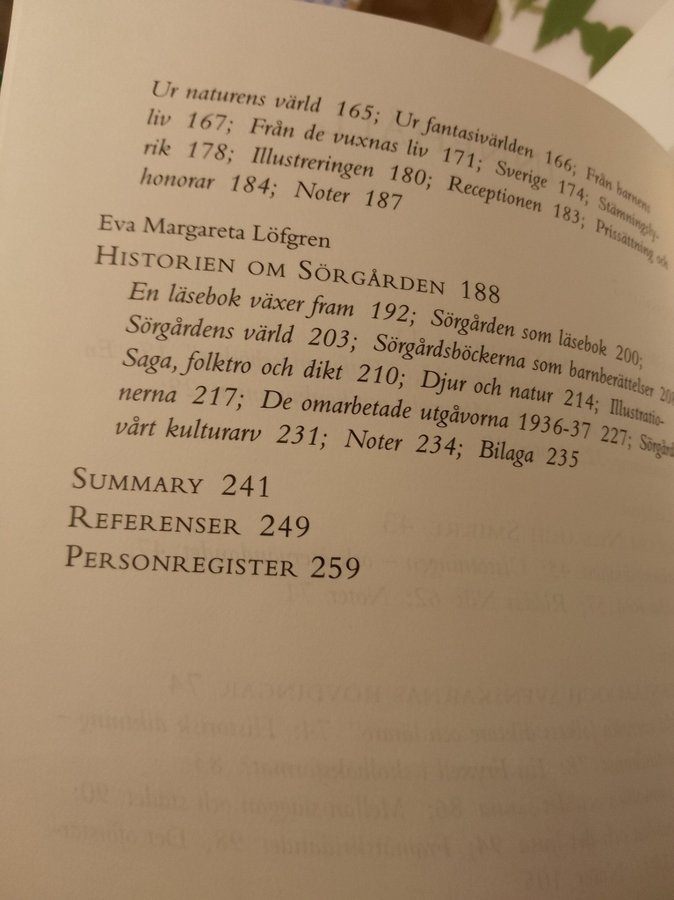 Ur naturens värld 165; Ur fantasivärlden 166; Från barnens
liv 167; Från de vuxnas liv 171; Sverige 174; Stämningsly-
rik 178; Illustreringen 180; Receptionen 183; Prissättning och
honorar 184; Noter 187
Eva Margareta Löfgren
HISTORIEN OM SÖRGÅRDEN 188
En läsebok växer fram 192; Sörgården som läsebok 200;
Sörgårdens värld 203; Sörgårdsböckerna som barnberättelser
Saga, folktro och dikt 210; Djur och natur 214; Illustratio-
nerna 217; De omarbetade utgåvorna 1936-37 227;
vårt kulturarv 231; Noter 234; Bilaga 235
SUMMARY 241
REFERENSER 249
PERSONREGISTER 259